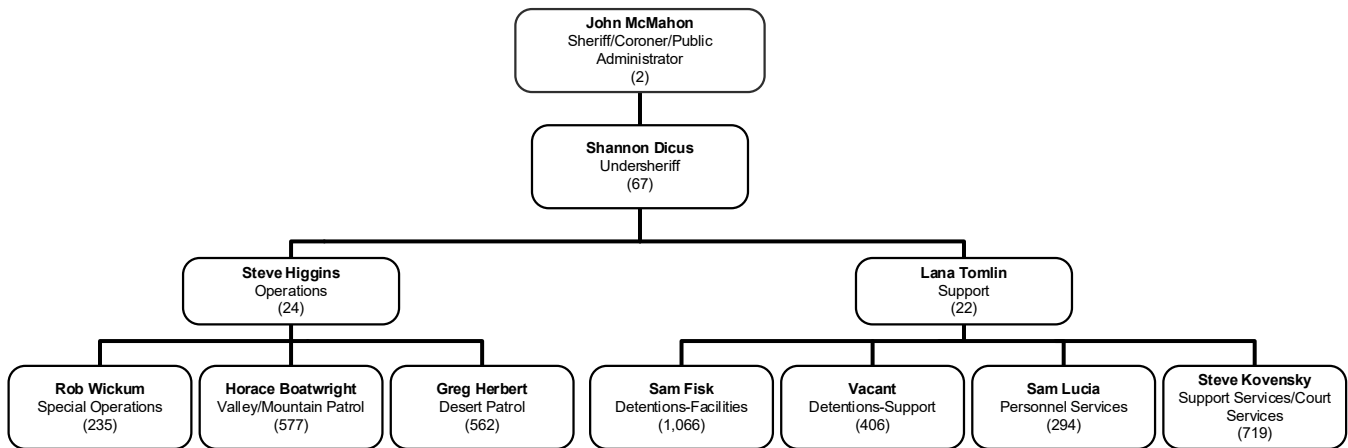 John McMahon
Sheriff/Coroner/Public
Administrator
(2)
Shannon Dicus
Undersheriff
(67)
Steve Higgins
Operations
(24)
Lana Tomlin
Support
(22)
Rob Wickum
Special Operations
(235)
Horace Boatwright
Valley/Mountain Patrol
(577)
Greg Herbert
Desert Patrol
(562)
Sam Fisk
Detentions-Facilities
(1,066)
Vacant
Detentions-Support
(406)
Sam Lucia
Personnel Services
(294)
Steve Kovensky
Support Services/Court
Services
(719)